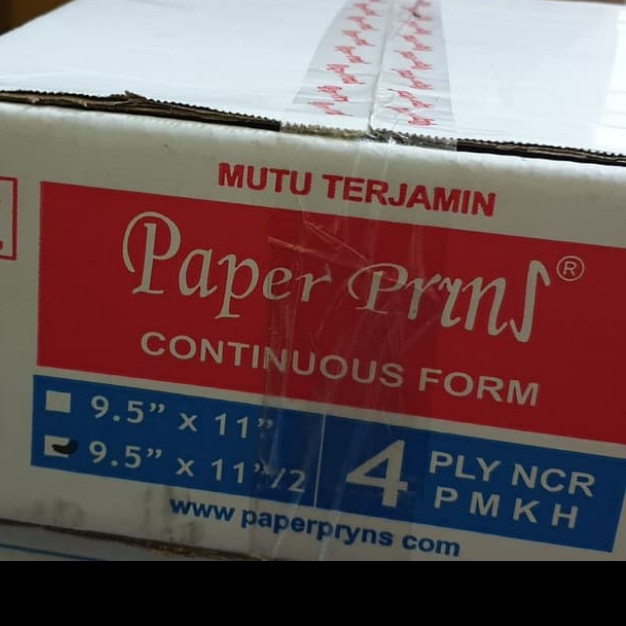 MUTU TERJAMIN
Paper Pryns®
CONTINUOUS FORM
9.5” x 11”
9.5” x 11”/2
4 PLY NCR
P M K H
www paperpryns com